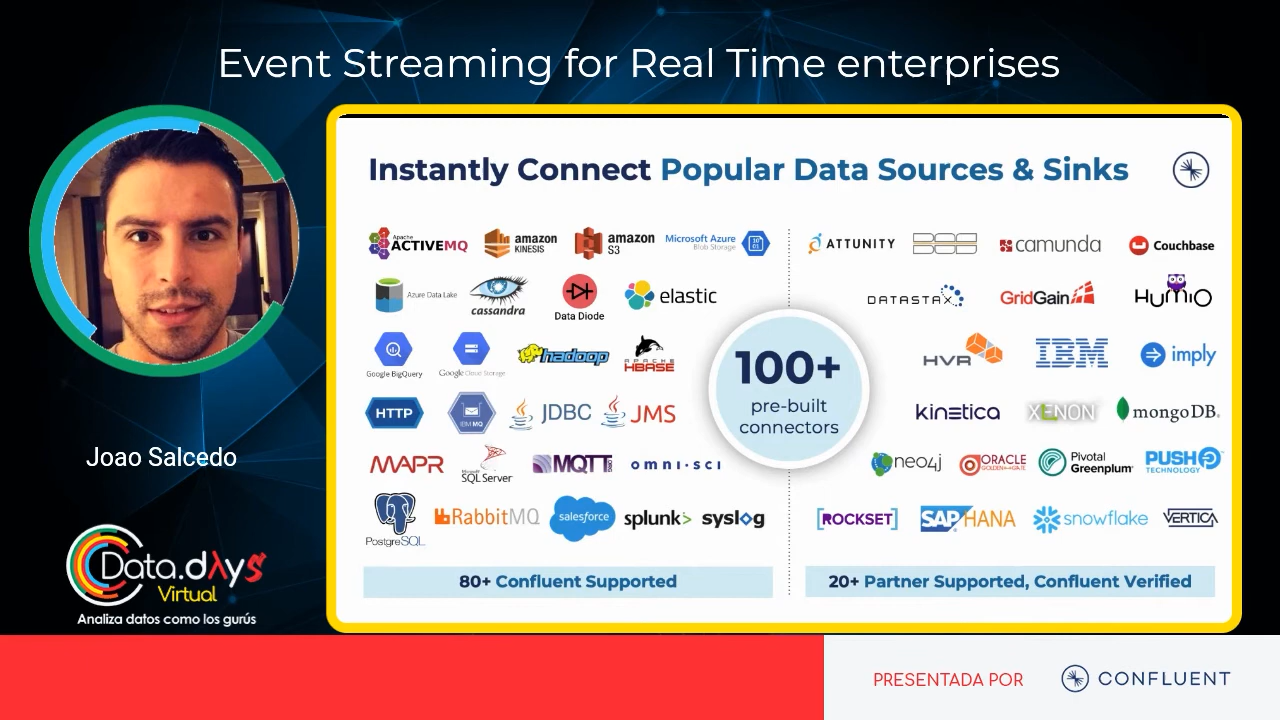 Event Streaming for Real Time enterprises
Instantly Connect Popular Data Sources & Sinks
Apache
ACTIVEMQ
amazon
KINESIS
amazon
S3
Microsoft Azure
Blob Storage
ATTUNITY
camunda
Couchbase
Azure Data Lake
cassandra
Data Diode
elastic
DATASTAX
GridGain
HUMIO
Google BigQuery
Google Cloud Storage
hadoop
APACHE
HBASE
100+
pre-built
connectors
HVR
IBM
imply
HTTP
IBM MQ
JDBC
JMS
kinetica
XENON
mongoDB.
MAPR
Microsoft
SQL Server
MQTT
omni·sci
neo4j
ORACLE
GOLDENGATE
Pivotal
Greenplum
PUSH
TECHNOLOGY
PostgreSQL
RabbitMQ
salesforce
splunk>
syslog
[ROCKSET]
SAP HANA
snowflake
VERTICA
80+ Confluent Supported
20+ Partner Supported, Confluent Verified
Joao Salcedo
Data.dλys
Virtual
Analiza datos como los gurús
PRESENTADA POR
CONFLUENT